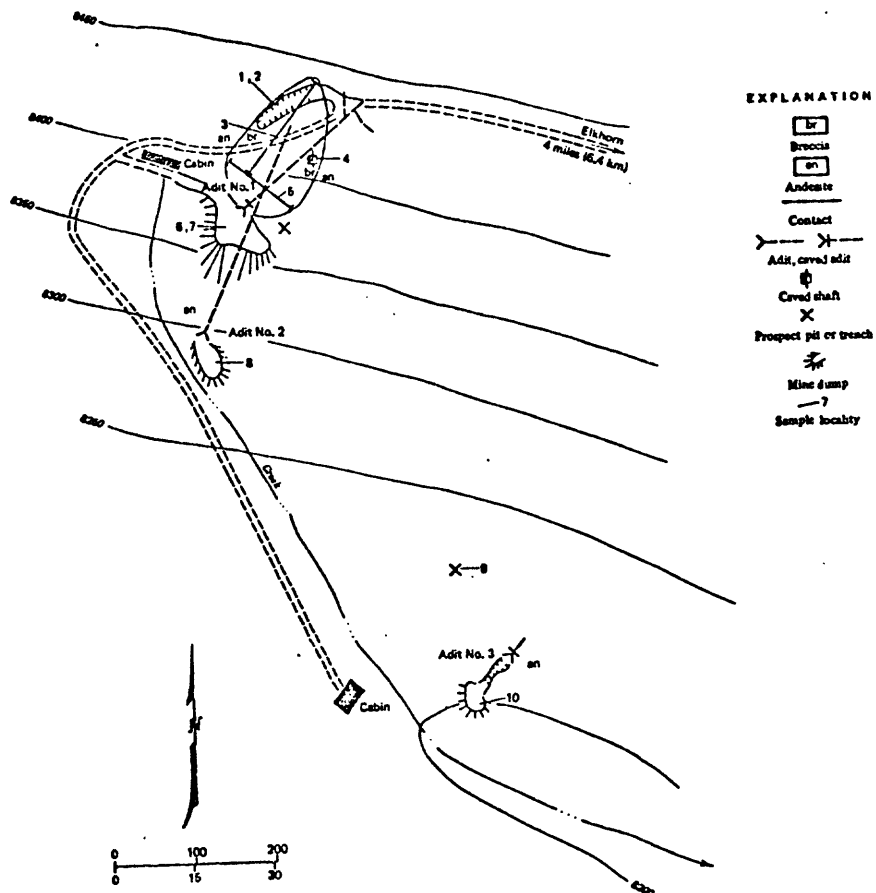 8450
1, 2
EXPLANATION
br
Breccia
an
Andesite
Contact
Adit, caved adit
Caved shaft
Prospect pit or trench
Mine dump
7
Sample locality
Elkhorn
4 miles (6.4 km)
8400
an
3
br
Cabin
4
br
an
Adit No. 1
5
8350
6, 7
8300
an
Adit No. 2
8
8250
Creek
9
Adit No. 3
an
10
Cabin
N
0 100 200
0 15 30